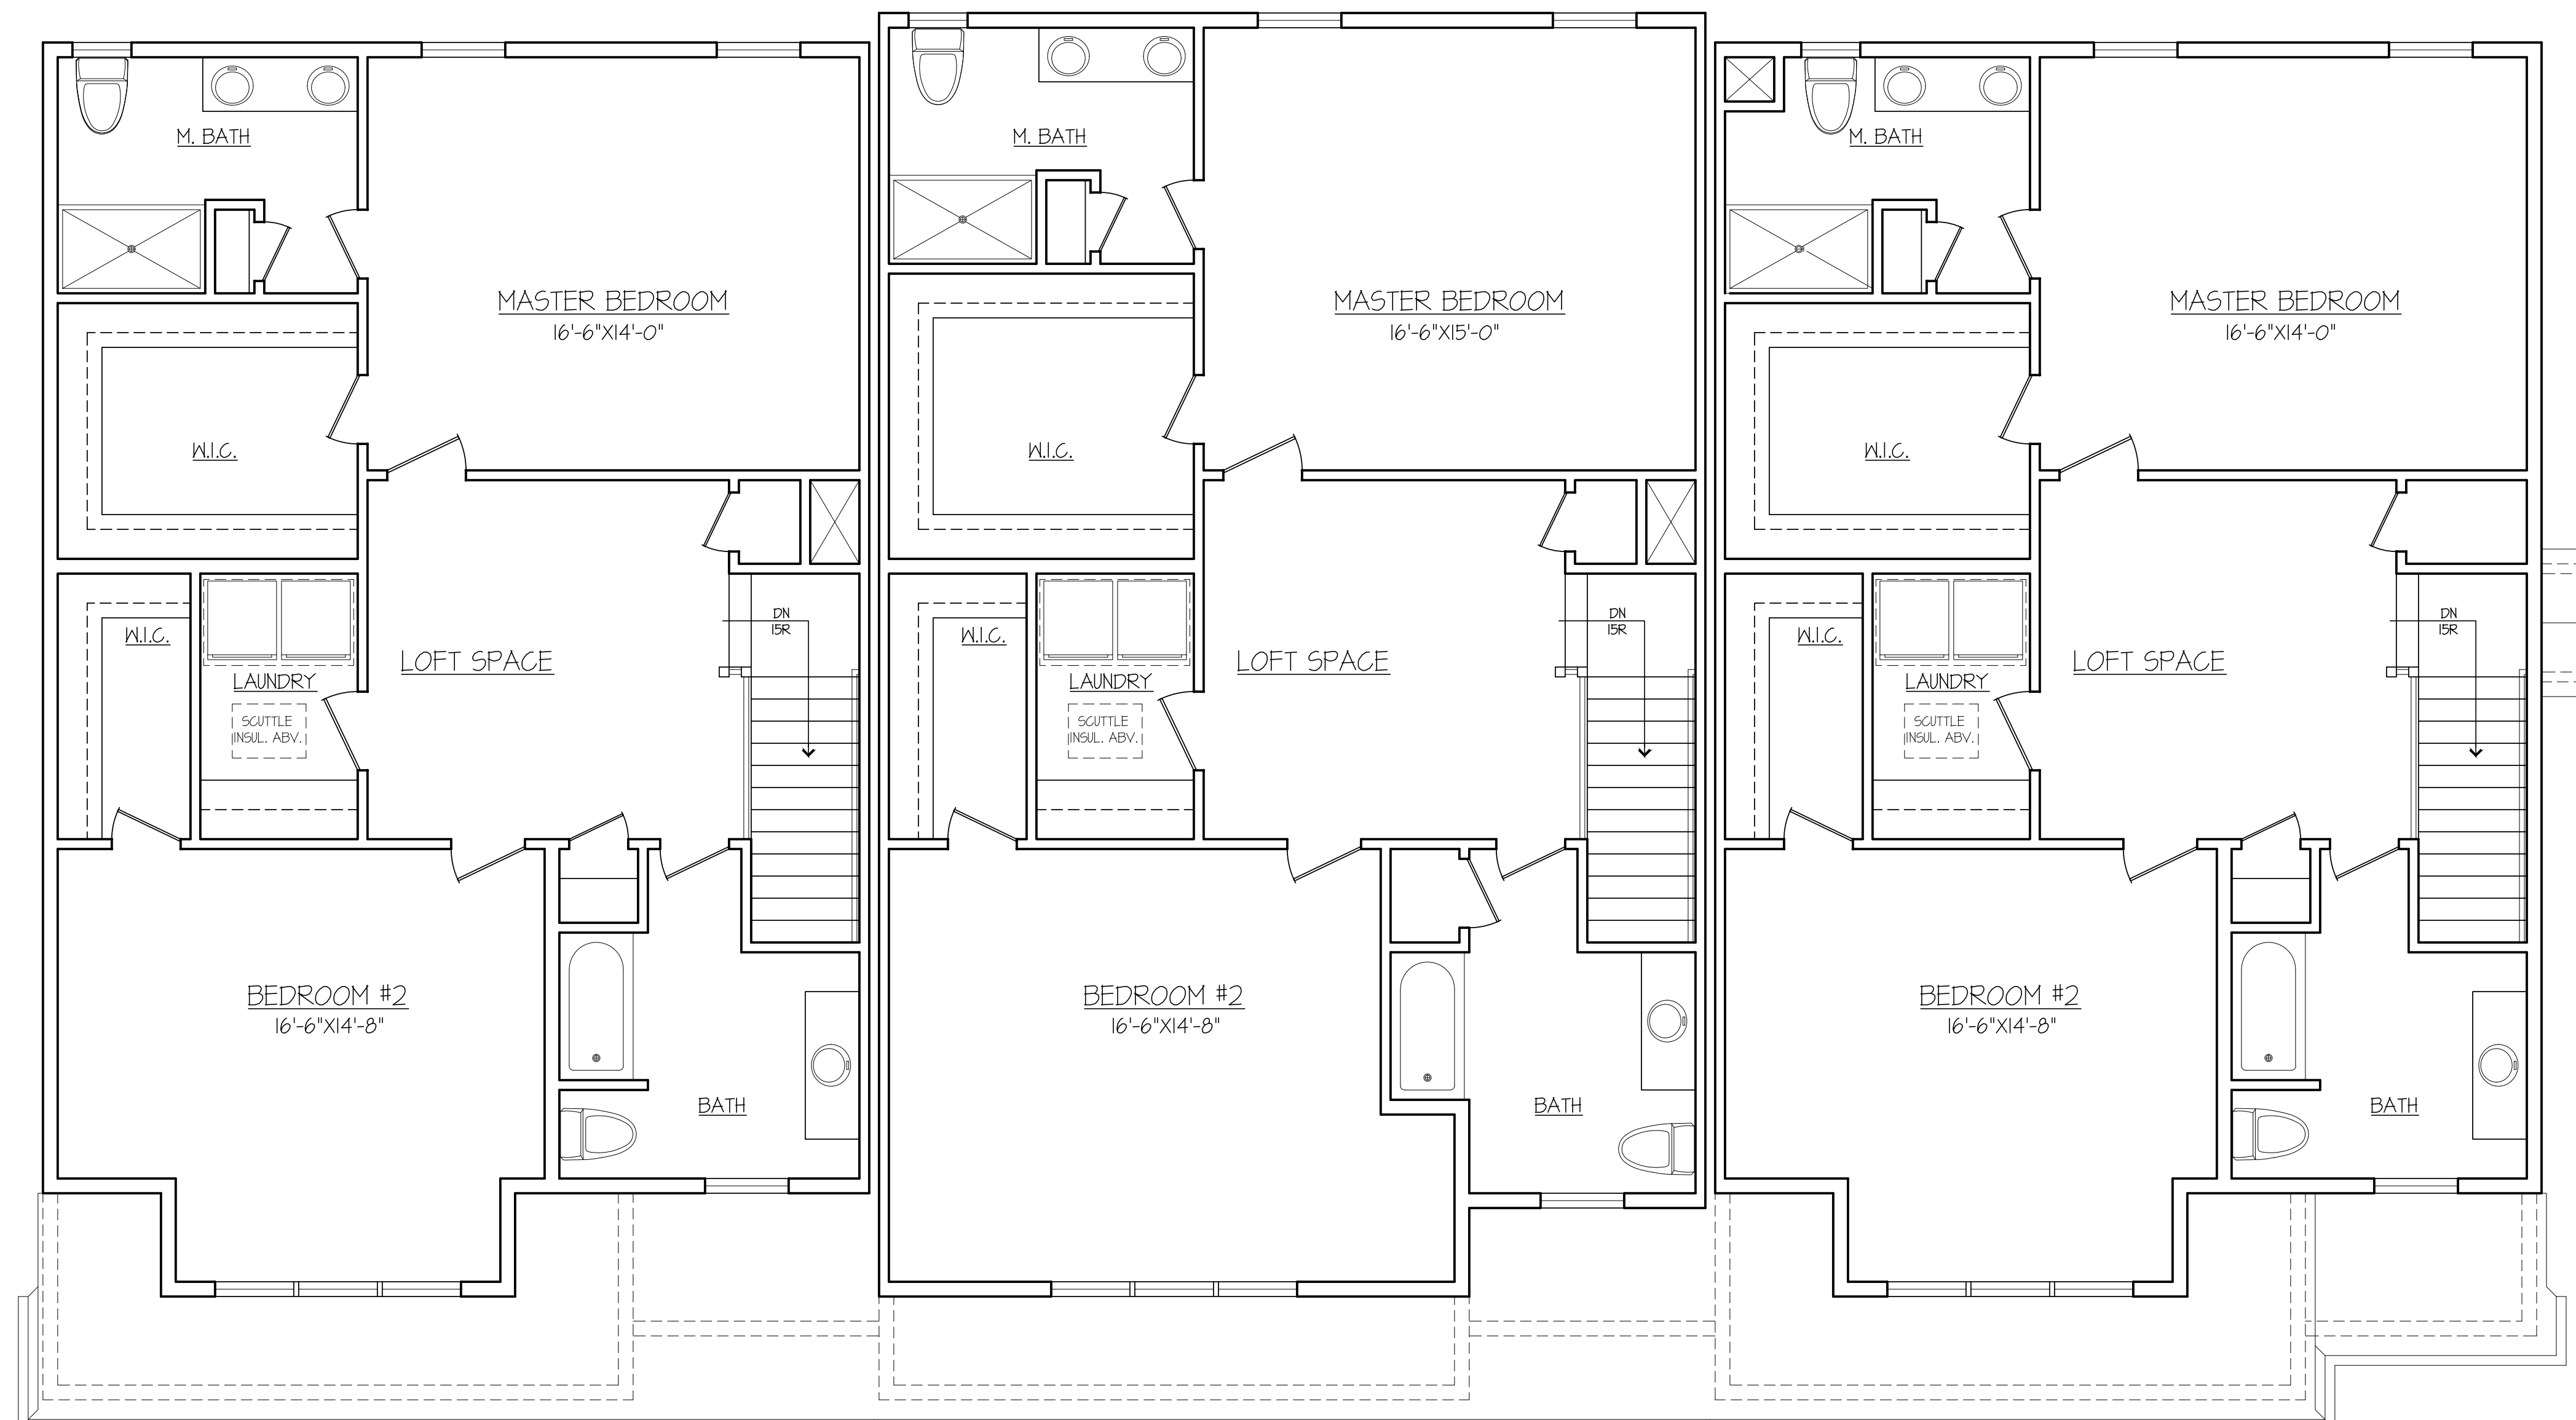 M. BATH
MASTER BEDROOM
16'-6"X14'-0"
W.I.C.
W.I.C.
LAUNDRY
SCUTTLE
INSUL. ABV.
LOFT SPACE
DN
15R
BEDROOM #2
16'-6"X14'-8"
BATH
M. BATH
MASTER BEDROOM
16'-6"X15'-0"
W.I.C.
W.I.C.
LAUNDRY
SCUTTLE
INSUL. ABV.
LOFT SPACE
DN
15R
BEDROOM #2
16'-6"X14'-8"
BATH
M. BATH
MASTER BEDROOM
16'-6"X14'-0"
W.I.C.
W.I.C.
LAUNDRY
SCUTTLE
INSUL. ABV.
LOFT SPACE
DN
15R
BEDROOM #2
16'-6"X14'-8"
BATH